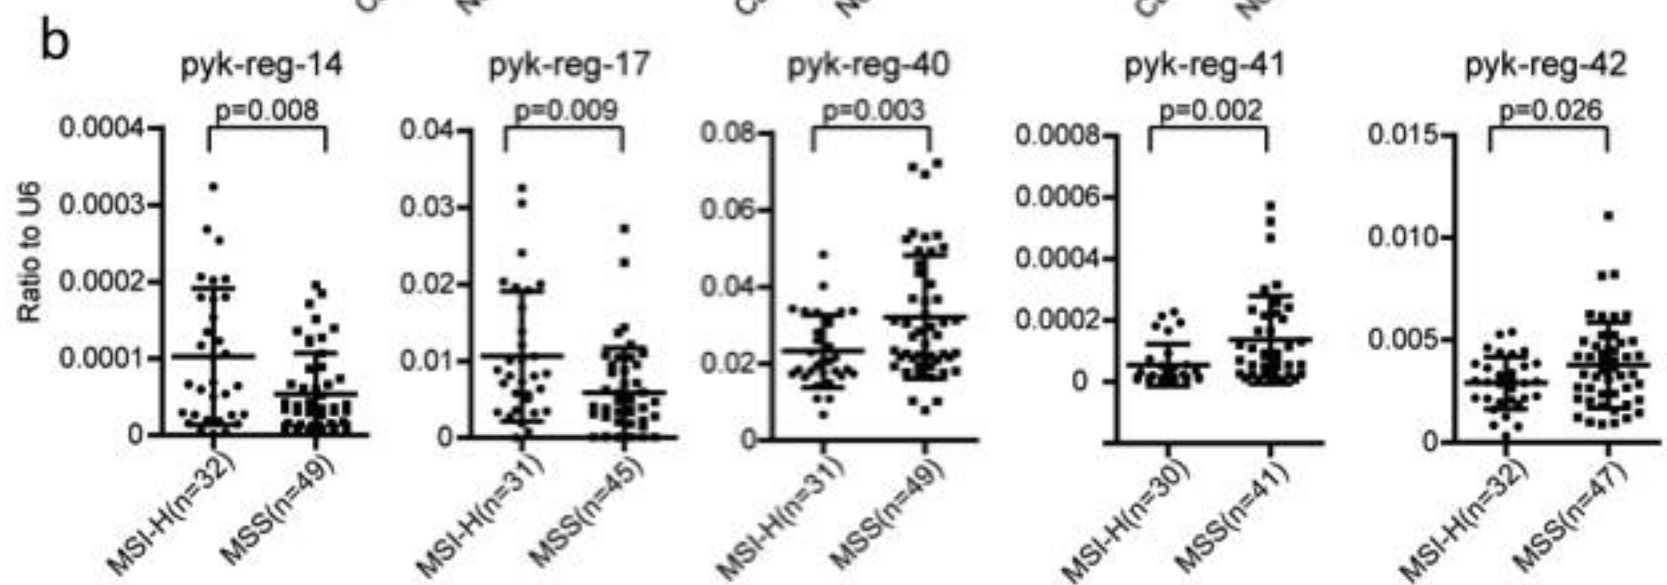 b
pyk-reg-14
pyk-reg-17
pyk-reg-40
pyk-reg-41
pyk-reg-42
p=0.008
p=0.009
p=0.003
p=0.002
p=0.026
Ratio to U6
0.0004
0.0003
0.0002
0.0001
0
MSI-H(n=32)
MSS(n=49)
0.04
0.03
0.02
0.01
0
MSI-H(n=31)
MSS(n=45)
0.08
0.06
0.04
0.02
0
MSI-H(n=31)
MSS(n=49)
0.0008
0.0006
0.0004
0.0002
0
MSI-H(n=30)
MSS(n=41)
0.015
0.010
0.005
0
MSI-H(n=32)
MSS(n=47)